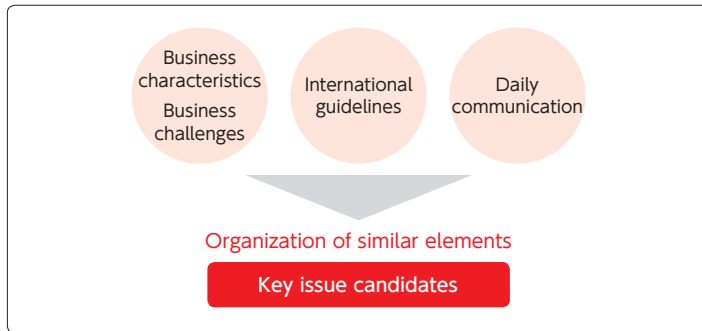 Business
characteristics
Business
challenges
International
guidelines
Daily
communication
Organization of similar elements
Key issue candidates